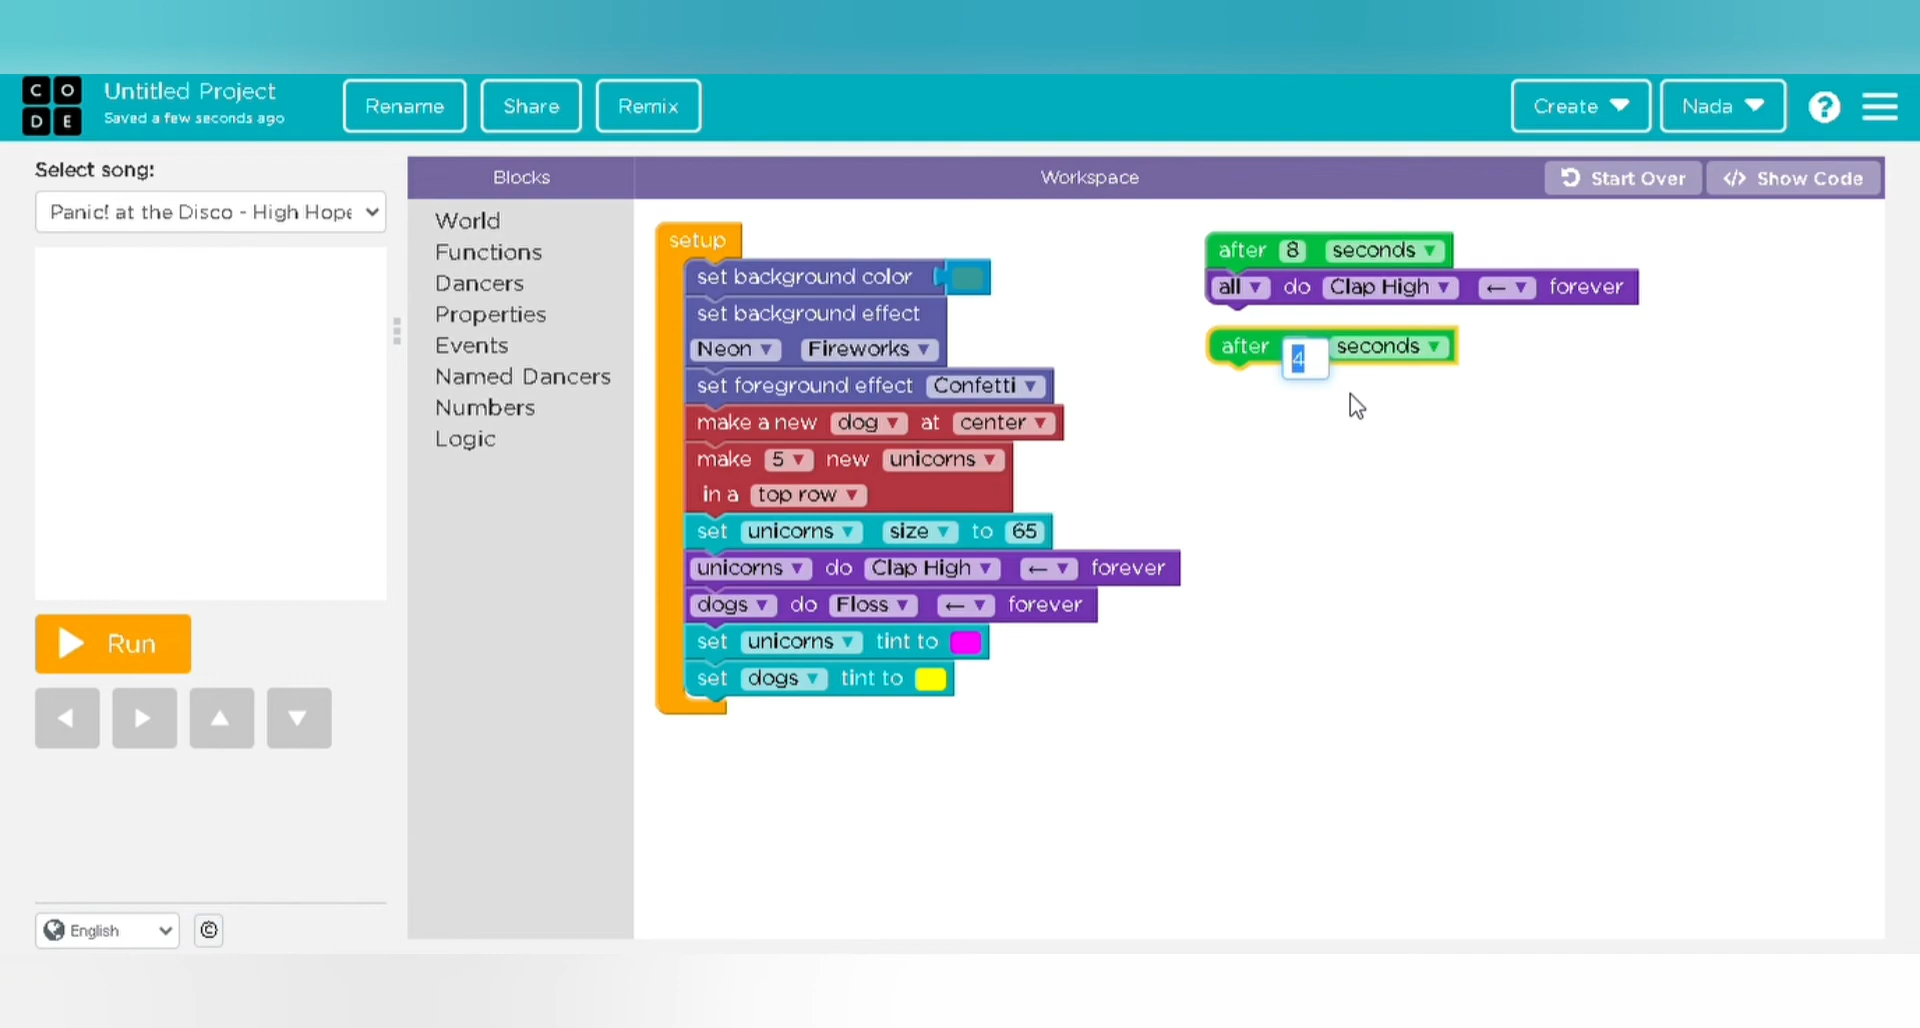 CODE
Untitled Project
Saved a few seconds ago
Rename
Share
Remix
Create
Nada
?
Select song:
Panic! at the Disco - High Hope
Run
English
©
Blocks
World
Functions
Dancers
Properties
Events
Named Dancers
Numbers
Logic
Workspace
Start Over
</> Show Code
setup
set background color
set background effect
Neon Fireworks
set foreground effect Confetti
make a new dog at center
make 5 new unicorns
in a top row
set unicorns size to 65
unicorns do Clap High ← forever
dogs do Floss ← forever
set unicorns tint to
set dogs tint to
after 8 seconds
all do Clap High ← forever
after 4 seconds